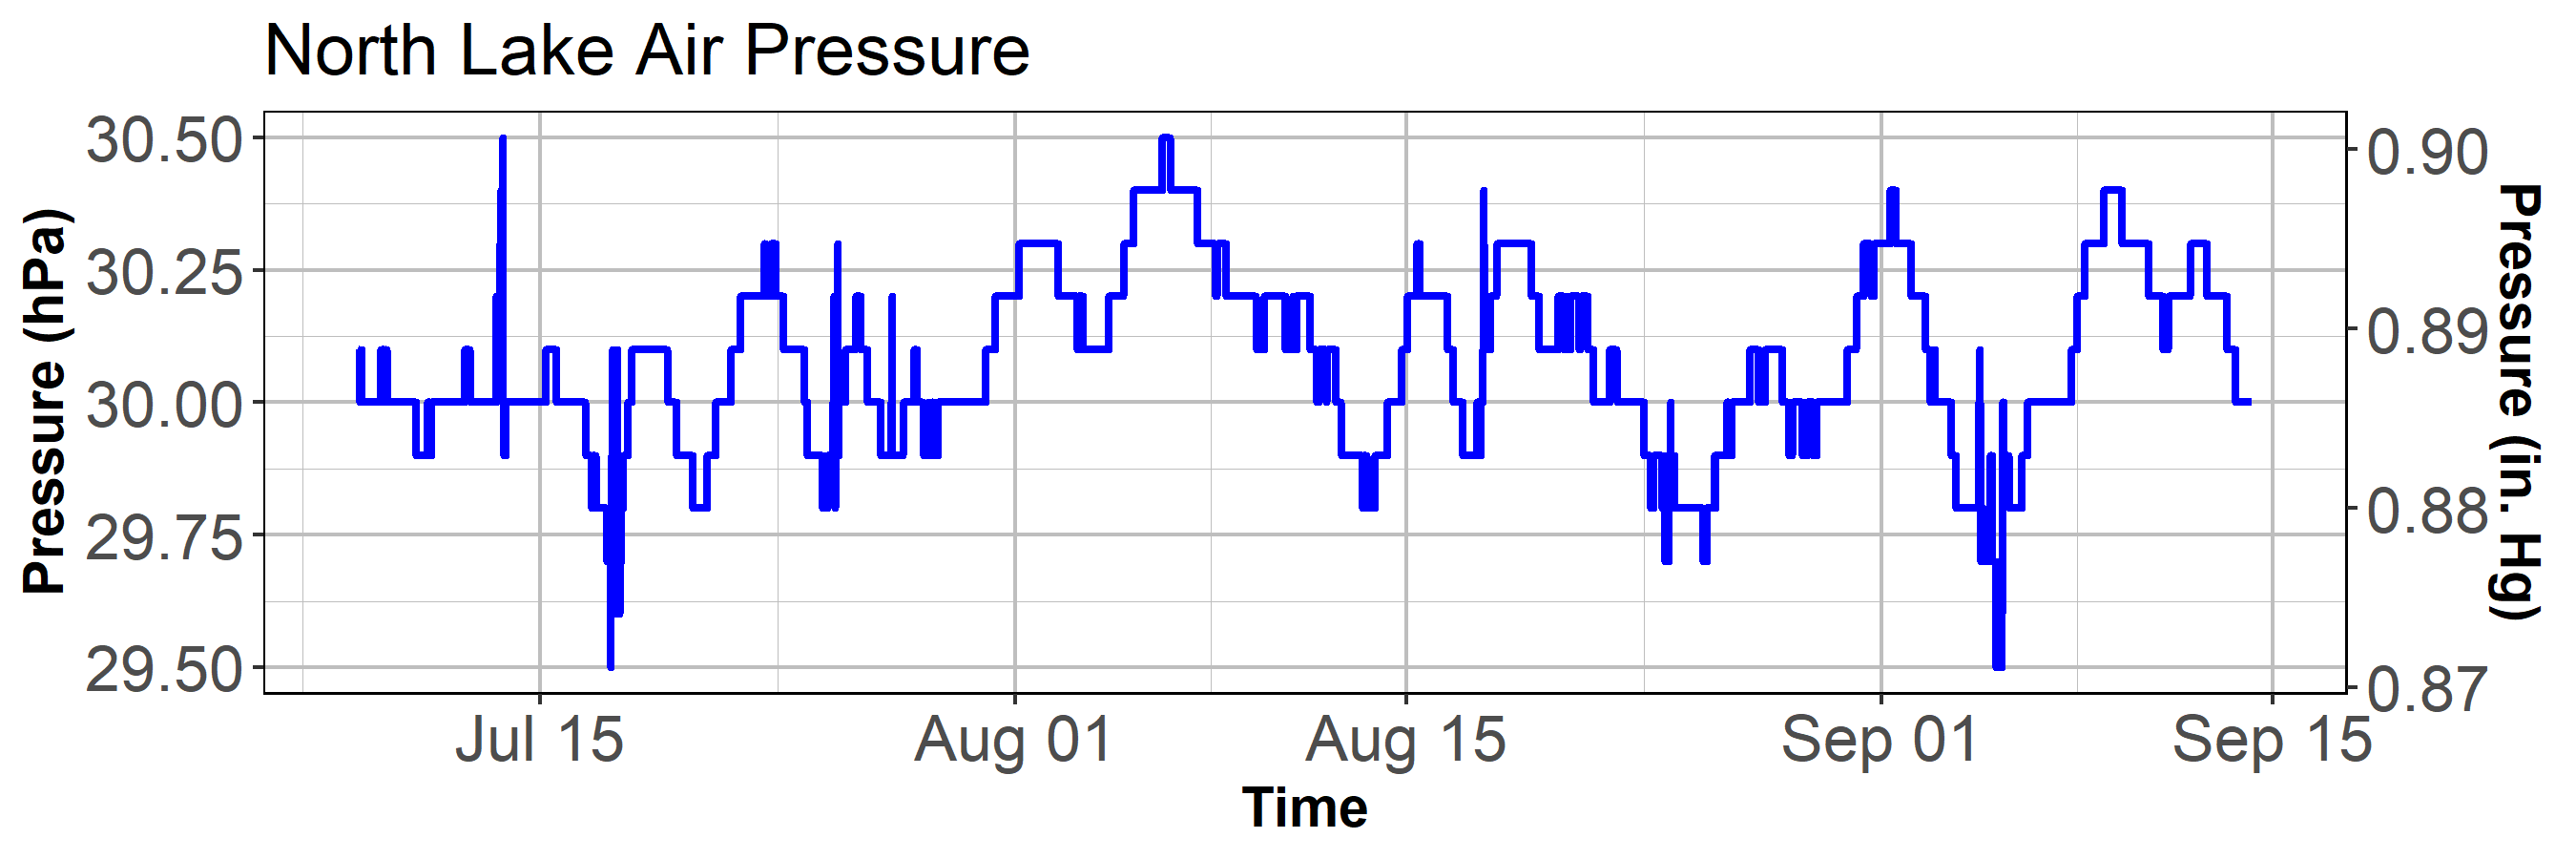 North Lake Air Pressure
Pressure (hPa)
30.50
30.25
30.00
29.75
29.50
0.90
0.89
0.88
0.87
Pressure (in. Hg)
Jul 15
Aug 01
Aug 15
Sep 01
Sep 15
Time